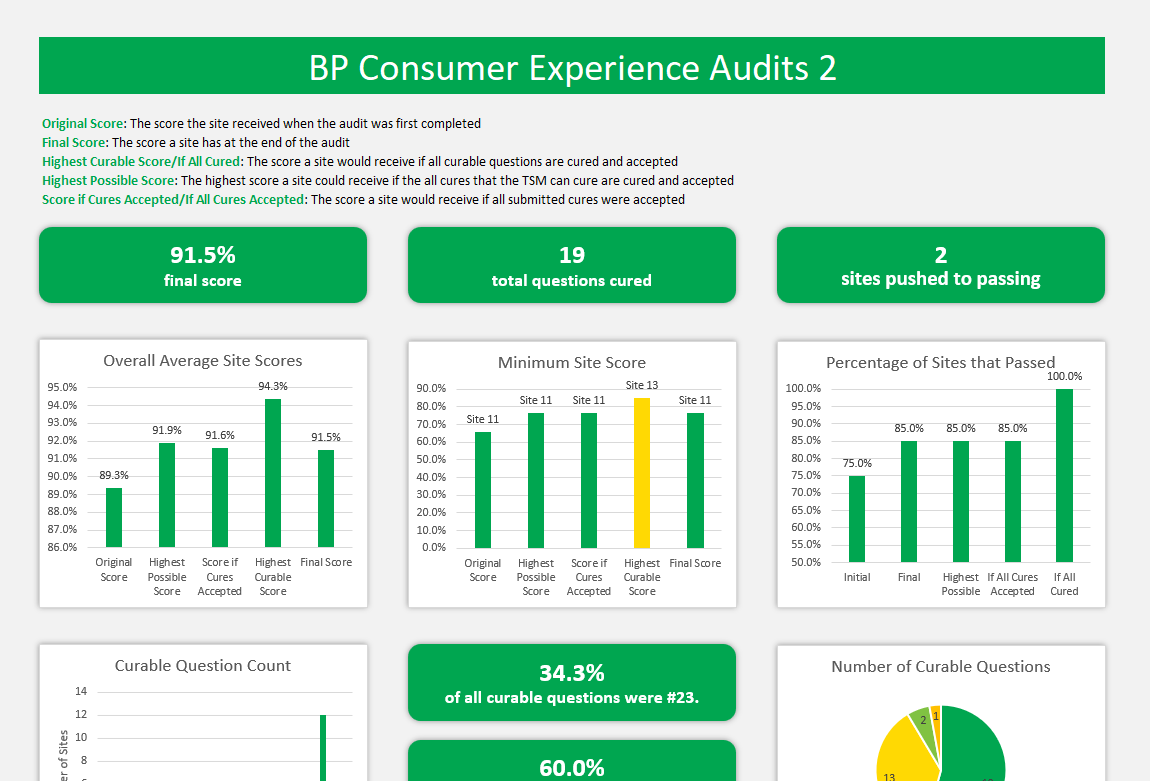 BP Consumer Experience Audits 2
Original Score: The score the site received when the audit was first completed
Final Score: The score a site has at the end of the audit
Highest Curable Score/If All Cured: The score a site would receive if all curable questions are cured and accepted
Highest Possible Score: The highest score a site could receive if the all cures that the TSM can cure are cured and accepted
Score if Cures Accepted/If All Cures Accepted: The score a site would receive if all submitted cures were accepted
91.5%
final score
19
total questions cured
2
sites pushed to passing
Overall Average Site Scores
95.0%
94.0%
93.0%
92.0%
91.0%
90.0%
89.0%
88.0%
87.0%
86.0%
89.3%
91.9%
91.6%
94.3%
91.5%
Original Score
Highest Possible Score
Score if Cures Accepted
Highest Curable Score
Final Score
Minimum Site Score
90.0%
80.0%
70.0%
60.0%
50.0%
40.0%
30.0%
20.0%
10.0%
0.0%
Site 11
Site 11
Site 11
Site 13
Site 11
Original Score
Highest Possible Score
Score if Cures Accepted
Highest Curable Score
Final Score
Percentage of Sites that Passed
100.0%
95.0%
90.0%
85.0%
80.0%
75.0%
70.0%
65.0%
60.0%
55.0%
50.0%
75.0%
85.0%
85.0%
85.0%
100.0%
Initial
Final
Highest Possible
If All Cures Accepted
If All Cured
Curable Question Count
14
12
10
8
of Sites
34.3%
of all curable questions were #23.
60.0%
Number of Curable Questions
2
1
13